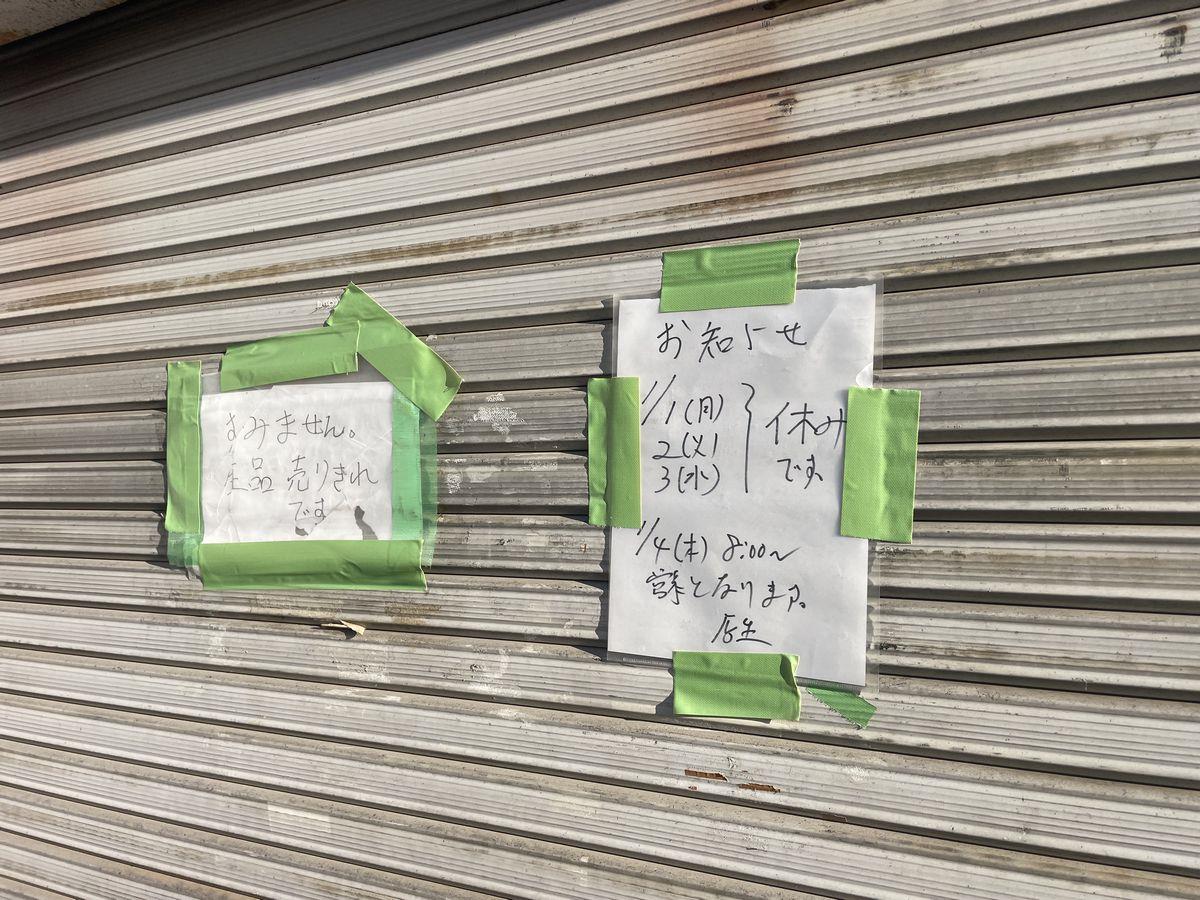 すみません。
全品 売りきれ
です
お知らせ
1/1(月)
2(火)
3(水)
休み
です。
1/4(木) 8:00〜
営業となります。
店主